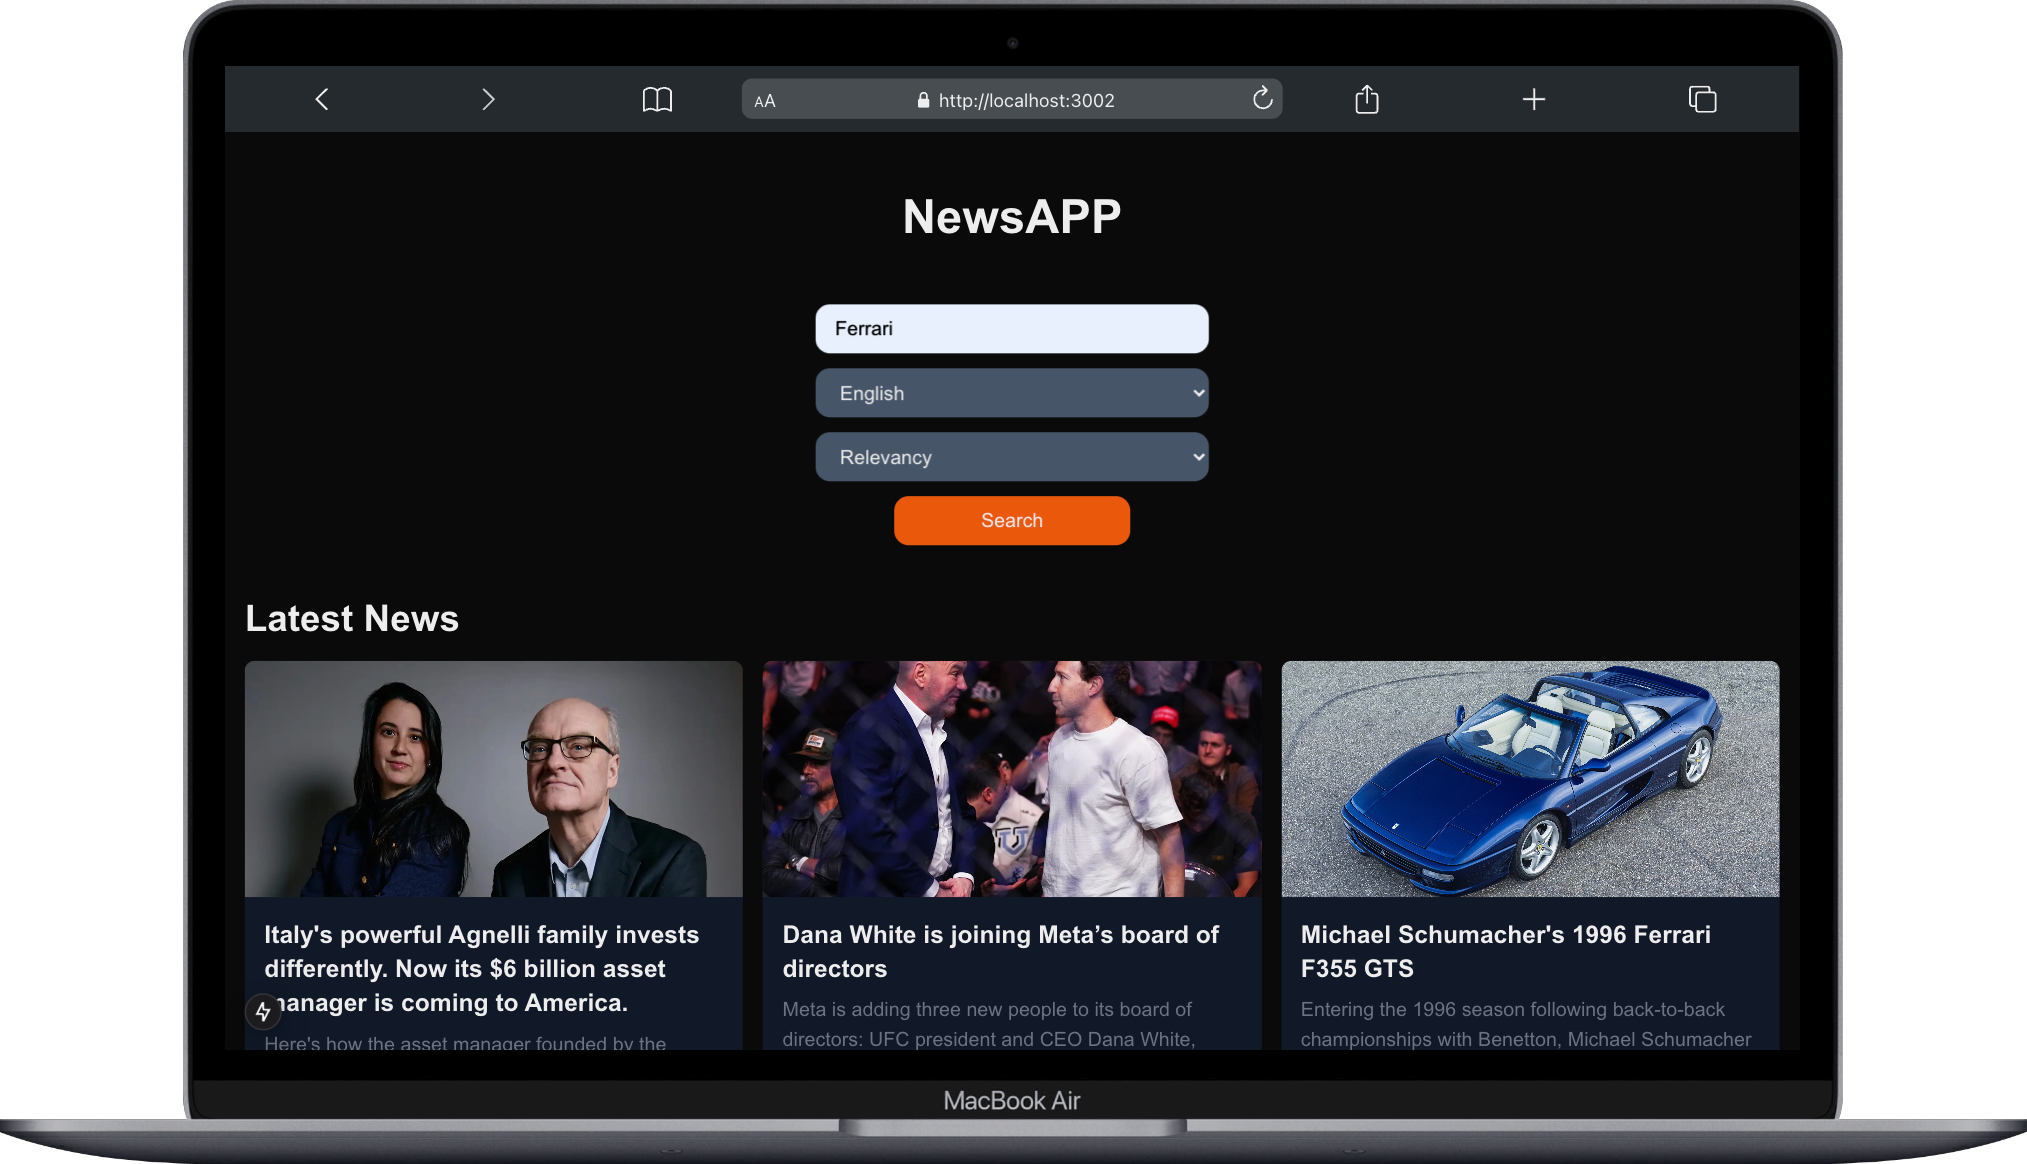 AA
http://localhost:3002
NewsAPP
Ferrari
English
Relevancy
Search
Latest News
Italy's powerful Agnelli family invests
differently. Now its $6 billion asset
manager is coming to America.
Here's how the asset manager founded by the
Dana White is joining Meta’s board of
directors
Meta is adding three new people to its board of
directors: UFC president and CEO Dana White,
Michael Schumacher's 1996 Ferrari
F355 GTS
Entering the 1996 season following back-to-back
championships with Benetton, Michael Schumacher
MacBook Air